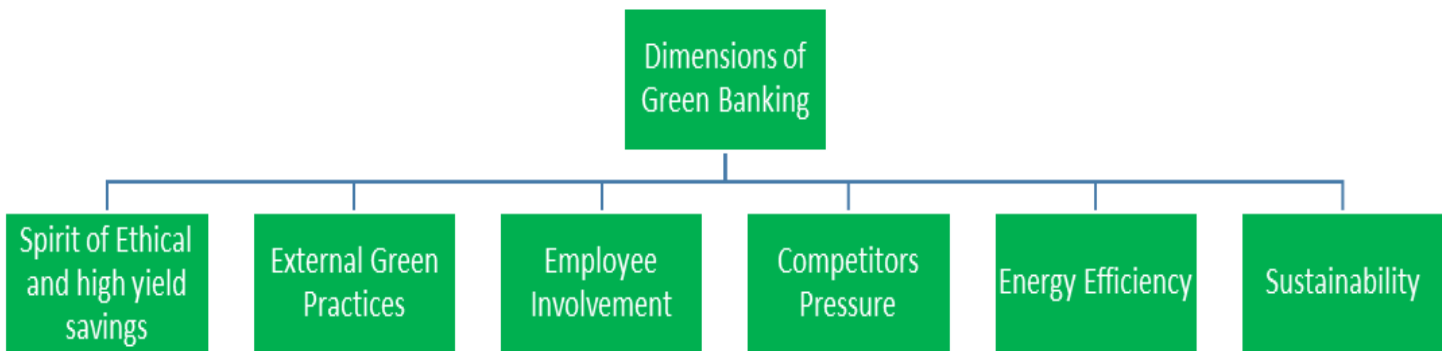 Dimensions of
Green Banking
Spirit of Ethical
and high yield
savings
External Green
Practices
Employee
Involvement
Competitors
Pressure
Energy Efficiency
Sustainability